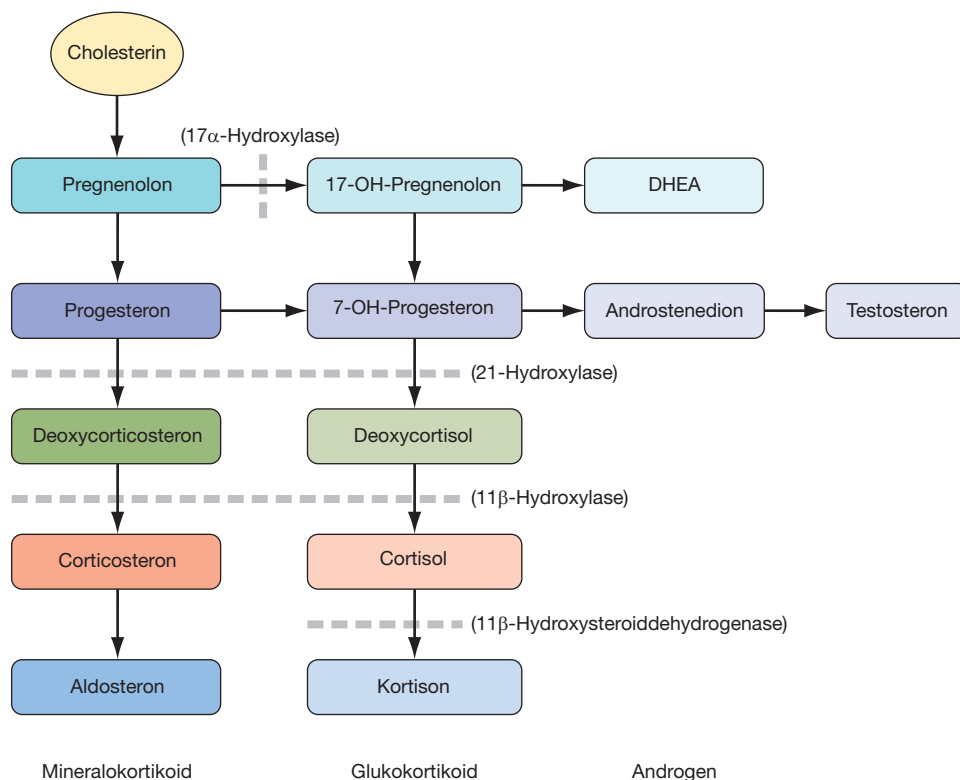 Cholesterin
(17α-Hydroxylase)
Pregnenolon
17-OH-Pregnenolon
DHEA
Progesteron
7-OH-Progesteron
Androstenedion
Testosteron
(21-Hydroxylase)
Deoxycorticosteron
Deoxycortisol
(11β-Hydroxylase)
Corticosteron
Cortisol
(11β-Hydroxysteroiddehydrogenase)
Aldosteron
Kortison
Mineralokortikoid
Glukokortikoid
Androgen